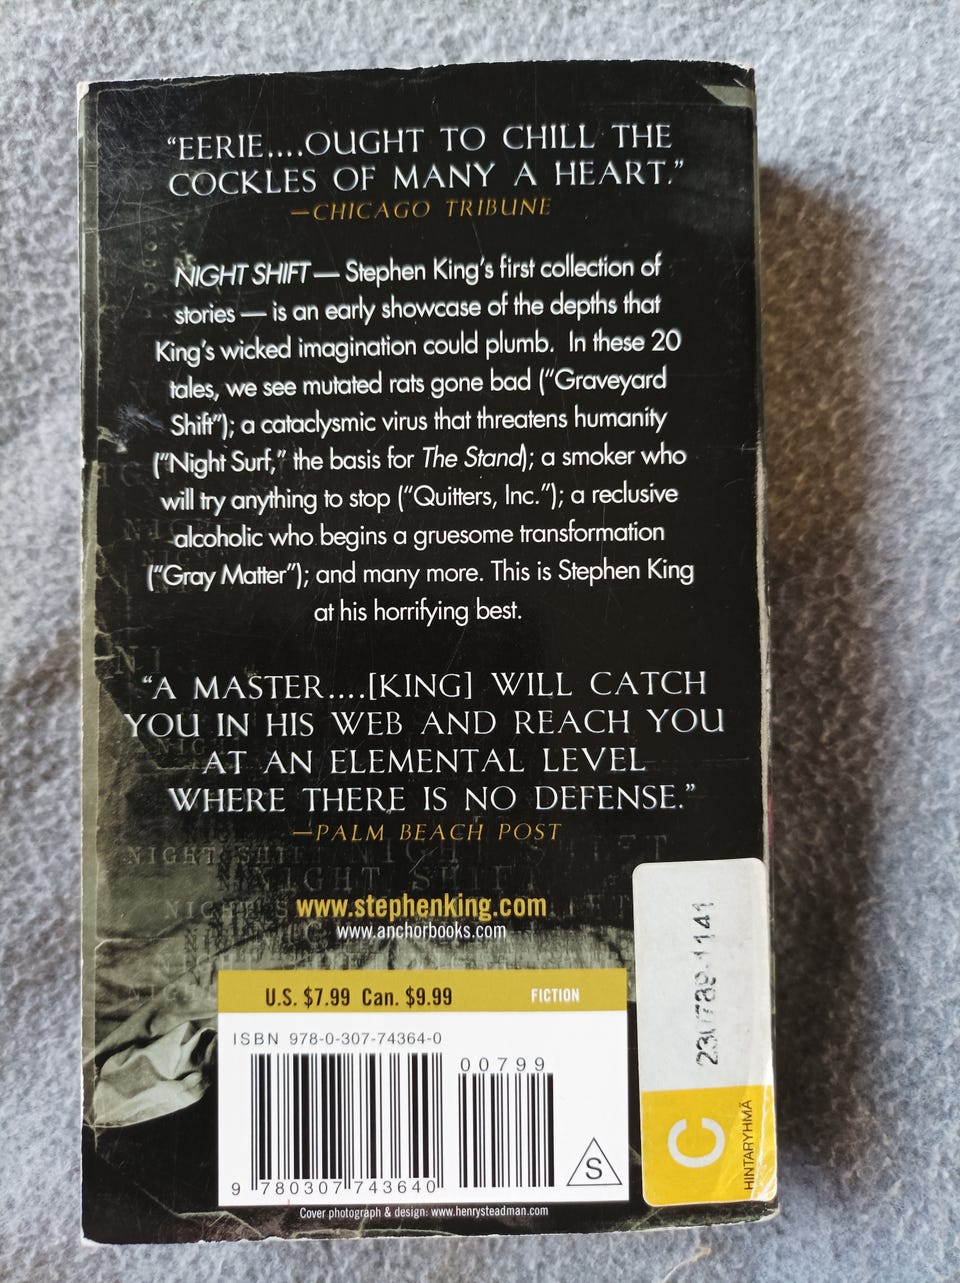 “EERIE....OUGHT TO CHILL THE
COCKLES OF MANY A HEART.”
—CHICAGO TRIBUNE
NIGHT SHIFT — Stephen King’s first collection of
stories — is an early showcase of the depths that
King’s wicked imagination could plumb. In these 20
tales, we see mutated rats gone bad (“Graveyard
Shift”); a cataclysmic virus that threatens humanity
(“Night Surf,” the basis for The Stand); a smoker who
will try anything to stop (“Quitters, Inc.”); a reclusive
alcoholic who begins a gruesome transformation
(“Gray Matter”); and many more. This is Stephen King
at his horrifying best.
“A MASTER....[KING] WILL CATCH
YOU IN HIS WEB AND REACH YOU
AT AN ELEMENTAL LEVEL
WHERE THERE IS NO DEFENSE.”
—PALM BEACH POST
NIGHT SHIFT NIGHT SHIFT
NIGHT SHIFT
www.stephenking.com
www.anchorbooks.com
U.S. $7.99 Can. $9.99 FICTION
ISBN 978-0-307-74364-0
00799
9 780307 743640
S
Cover photograph & design: www.henrysteadman.com
C
HINTARYHMÄ